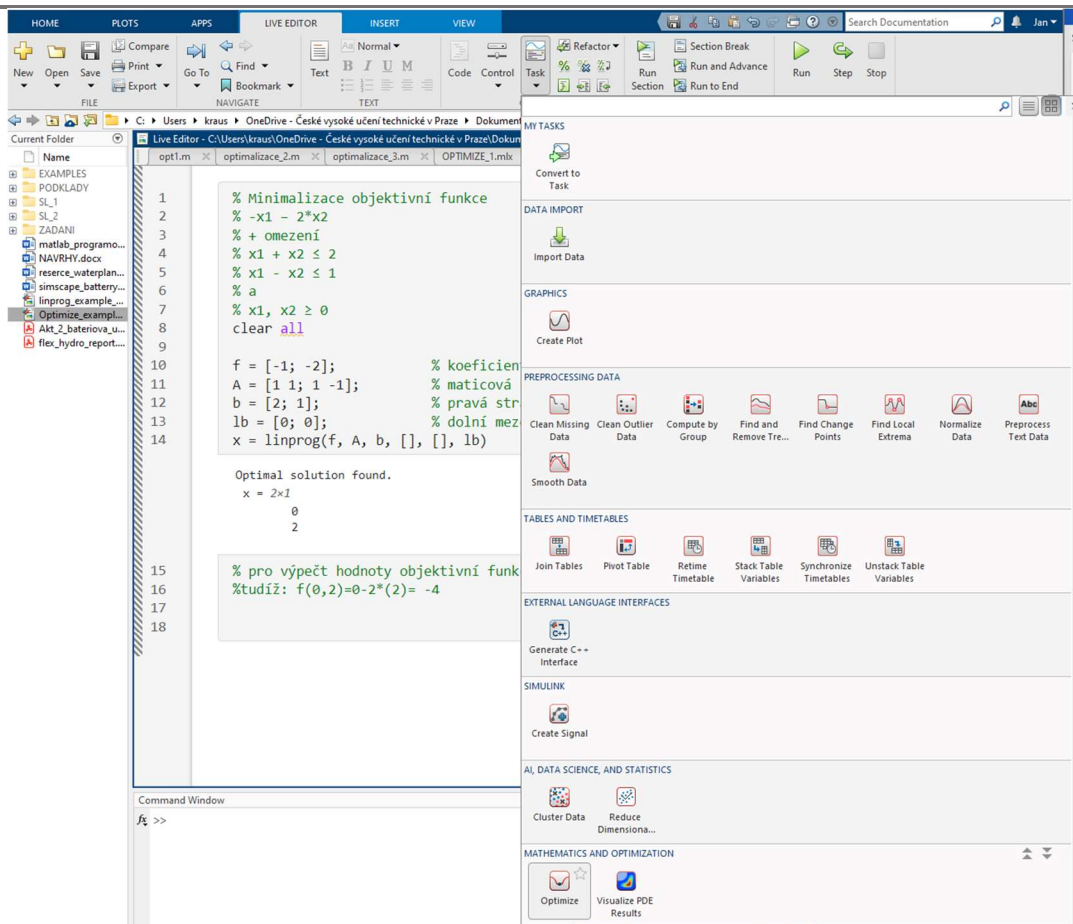 HOME PLOTS APPS LIVE EDITOR INSERT VIEW Search Documentation Jan
Compare Normal Refactor Section Break
Print Find B I U M Run and Advance
New Open Save Export Go To Bookmark Text Code Control Task Run Section Run to End Run Step Stop
FILE NAVIGATE TEXT
C: Users kraus OneDrive - České vysoké učení technické v Praze Dokument
Current Folder
Name
EXAMPLES
PODKLADY
SL_1
SL_2
ZADANI
matlab_programo...
NAVRHY.docx
reserce_waterplan...
simscape_batterry...
linprog_example_...
Optimize_exampl...
Akt_2_bateriova_u...
flex_hydro_report....
Live Editor - C:\Users\kraus\OneDrive - České vysoké učení technické v Praze\Dokun
opt1.m optimalizace_2.m optimalizace_3.m OPTIMIZE_1.mlx
1 % Minimalizace objektivní funkce
2 % -x1 - 2*x2
3 % + omezení
4 % x1 + x2 ≤ 2
5 % x1 - x2 ≤ 1
6 % a
7 % x1, x2 ≥ 0
8 clear all
9
10 f = [-1; -2]; % koeficien
11 A = [1 1; 1 -1]; % maticová
12 b = [2; 1]; % pravá str
13 lb = [0; 0]; % dolní mez
14 x = linprog(f, A, b, [], [], lb)
Optimal solution found.
x = 2×1
0
2
15 % pro výpečt hodnoty objektivní funk
16 %tudíž: f(0,2)=0-2*(2)= -4
17
18
Command Window
fx >>
MY TASKS
Convert to Task
DATA IMPORT
Import Data
GRAPHICS
Create Plot
PREPROCESSING DATA
Clean Missing Data Clean Outlier Data Compute by Group Find and Remove Tre... Find Change Points Find Local Extrema Normalize Data Abc Preprocess Text Data
Smooth Data
TABLES AND TIMETABLES
Join Tables Pivot Table Retime Timetable Stack Table Variables Synchronize Timetables Unstack Table Variables
EXTERNAL LANGUAGE INTERFACES
C++
Generate C++ Interface
SIMULINK
Create Signal
AI, DATA SCIENCE, AND STATISTICS
Cluster Data Reduce Dimensiona...
MATHEMATICS AND OPTIMIZATION
Optimize Visualize PDE Results